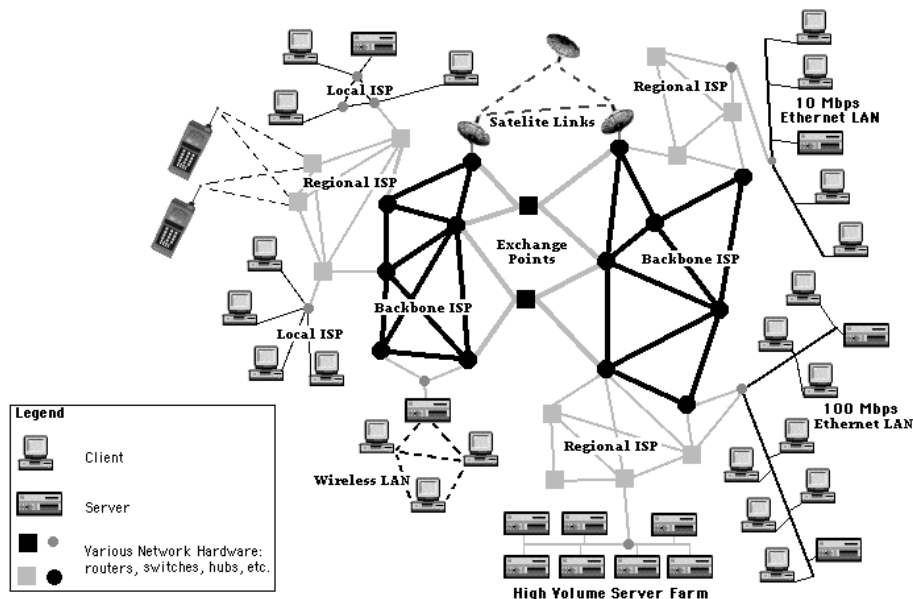 Local ISP
Regional ISP
Satelite Links
10 Mbps
Ethernet LAN
Regional ISP
Exchange
Points
Backbone ISP
Backbone ISP
Local ISP
100 Mbps
Ethernet LAN
Regional ISP
Wireless LAN
High Volume Server Farm
Legend
Client
Server
Various Network Hardware:
routers, switches, hubs, etc.